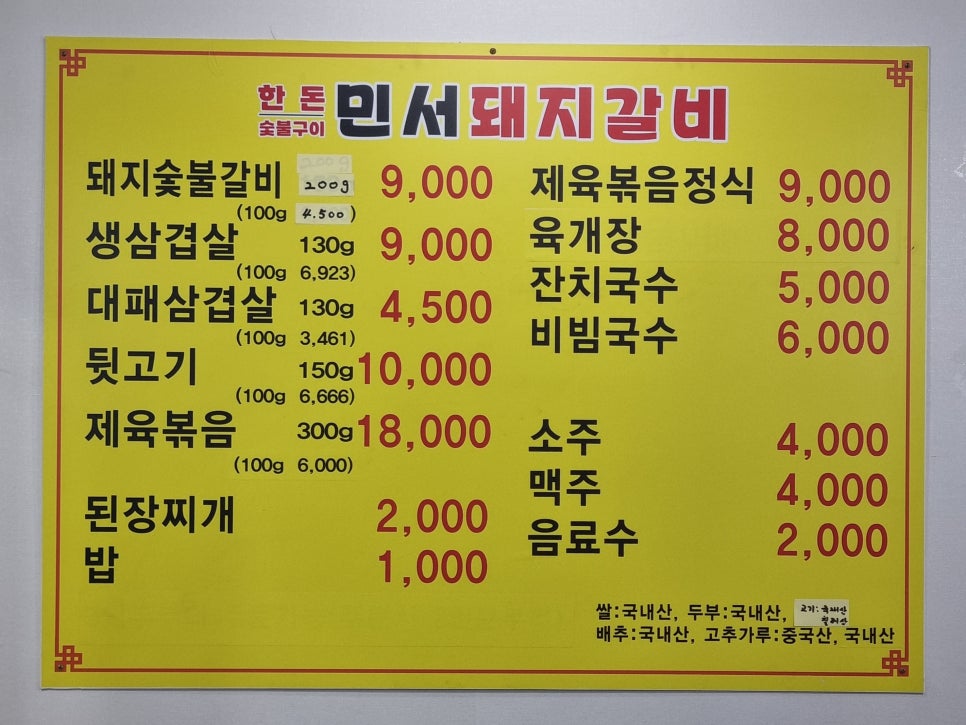 한돈
숯불구이
민서돼지갈비
돼지숯불갈비 200g 9,000
(100g 4.500)
생삼겹살 130g 9,000
(100g 6,923)
대패삼겹살 130g 4,500
(100g 3,461)
뒷고기 150g 10,000
(100g 6,666)
제육볶음 300g 18,000
(100g 6,000)
된장찌개 2,000
밥 1,000
제육볶음정식 9,000
육개장 8,000
잔치국수 5,000
비빔국수 6,000
소주 4,000
맥주 4,000
음료수 2,000
쌀:국내산, 두부:국내산, 고기:
배추:국내산, 고추가루:중국산, 국내산